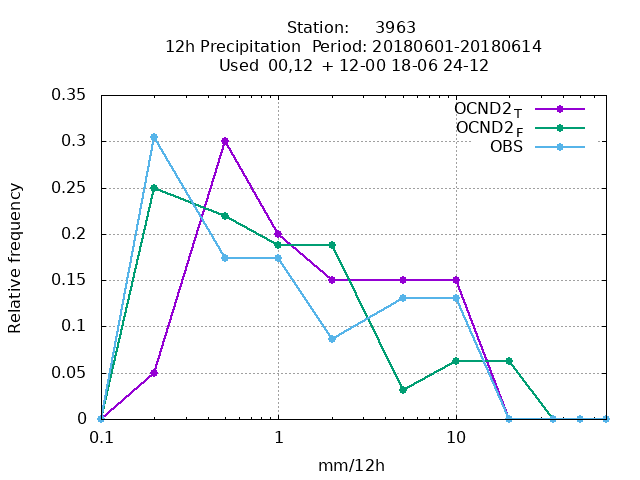 Station:     3963
12h Precipitation  Period: 20180601-20180614
Used  00,12  + 12-00 18-06 24-12
0.35
0.3
0.25
0.2
0.15
0.1
0.05
0
Relative frequency
OCND2 T
OCND2 F
OBS
0.1 1 10
mm/12h